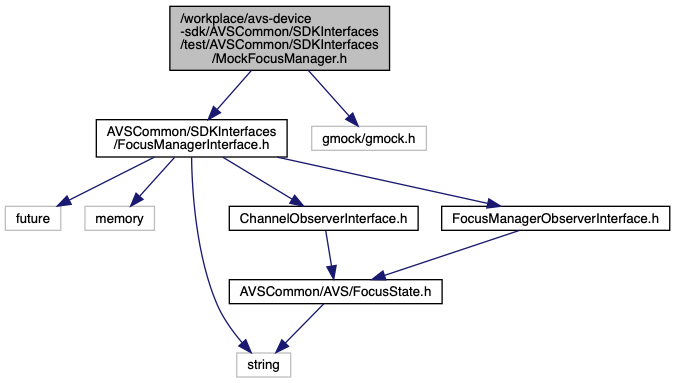 /workplace/avs-device
-sdk/AVSCommon/SDKInterfaces
/test/AVSCommon/SDKInterfaces
/MockFocusManager.h
AVSCommon/SDKInterfaces
/FocusManagerInterface.h
gmock/gmock.h
future
memory
ChannelObserverInterface.h
FocusManagerObserverInterface.h
AVSCommon/AVS/FocusState.h
string